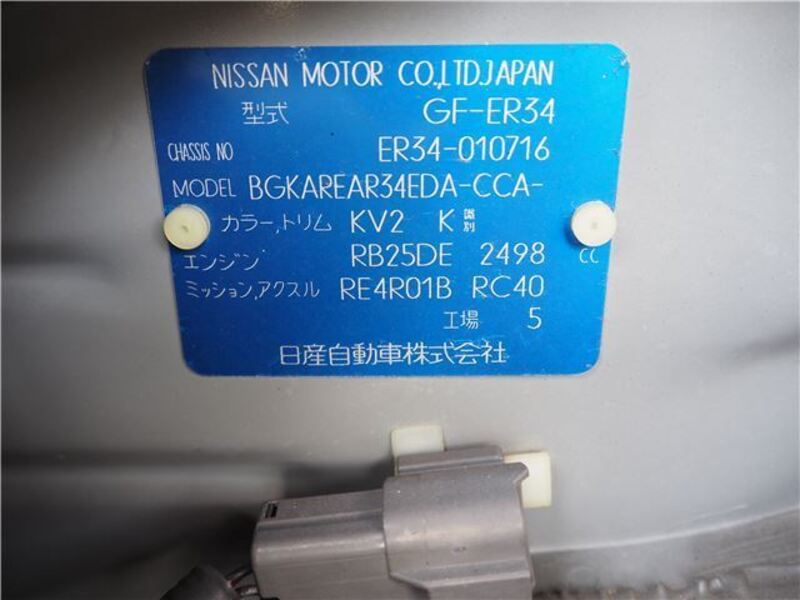 NISSAN MOTOR CO.,LTD.JAPAN
型式 GF-ER34
CHASSIS NO ER34-010716
MODEL BGKAREAR34EDA-CCA-
カラー,トリム KV2 K 識別
エンジン RB25DE 2498 CC
ミッション,アクスル RE4R01B RC40
工場 5
日産自動車株式会社